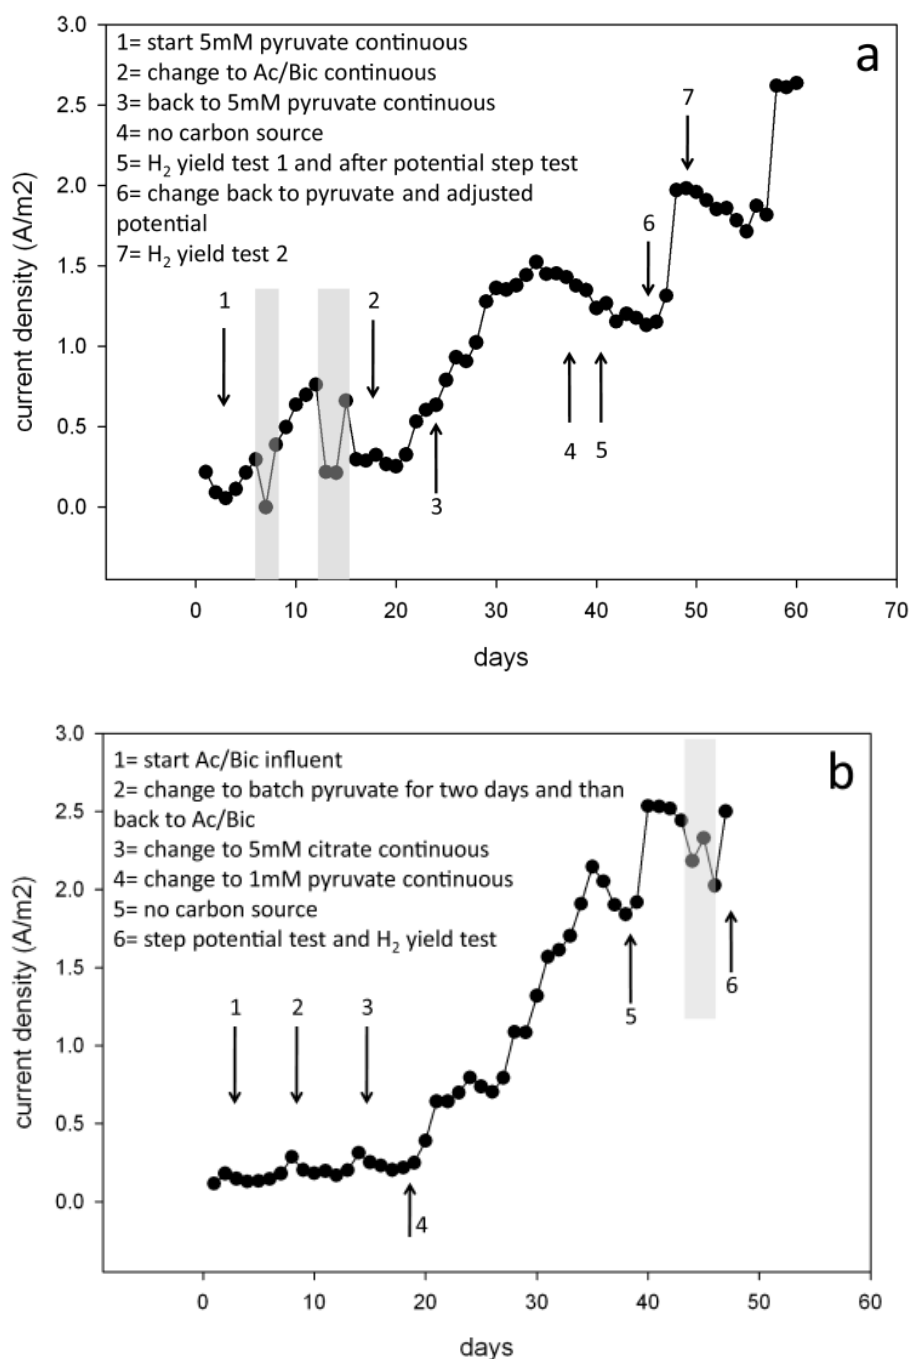 3.0
a
1= start 5mM pyruvate continuous
2= change to Ac/Bic continuous
3= back to 5mM pyruvate continuous
4= no carbon source
5= H₂ yield test 1 and after potential step test
6= change back to pyruvate and adjusted
potential
7= H₂ yield test 2
2.5
2.0
1.5
1.0
0.5
0.0
current density (A/m2)
1
2
3
4
5
6
7
0 10 20 30 40 50 60 70
days
3.0
b
1= start Ac/Bic influent
2= change to batch pyruvate for two days and than
back to Ac/Bic
3= change to 5mM citrate continuous
4= change to 1mM pyruvate continuous
5= no carbon source
6= step potential test and H₂ yield test
2.5
2.0
1.5
1.0
0.5
0.0
current density (A/m2)
1
2
3
4
5
6
0 10 20 30 40 50 60
days